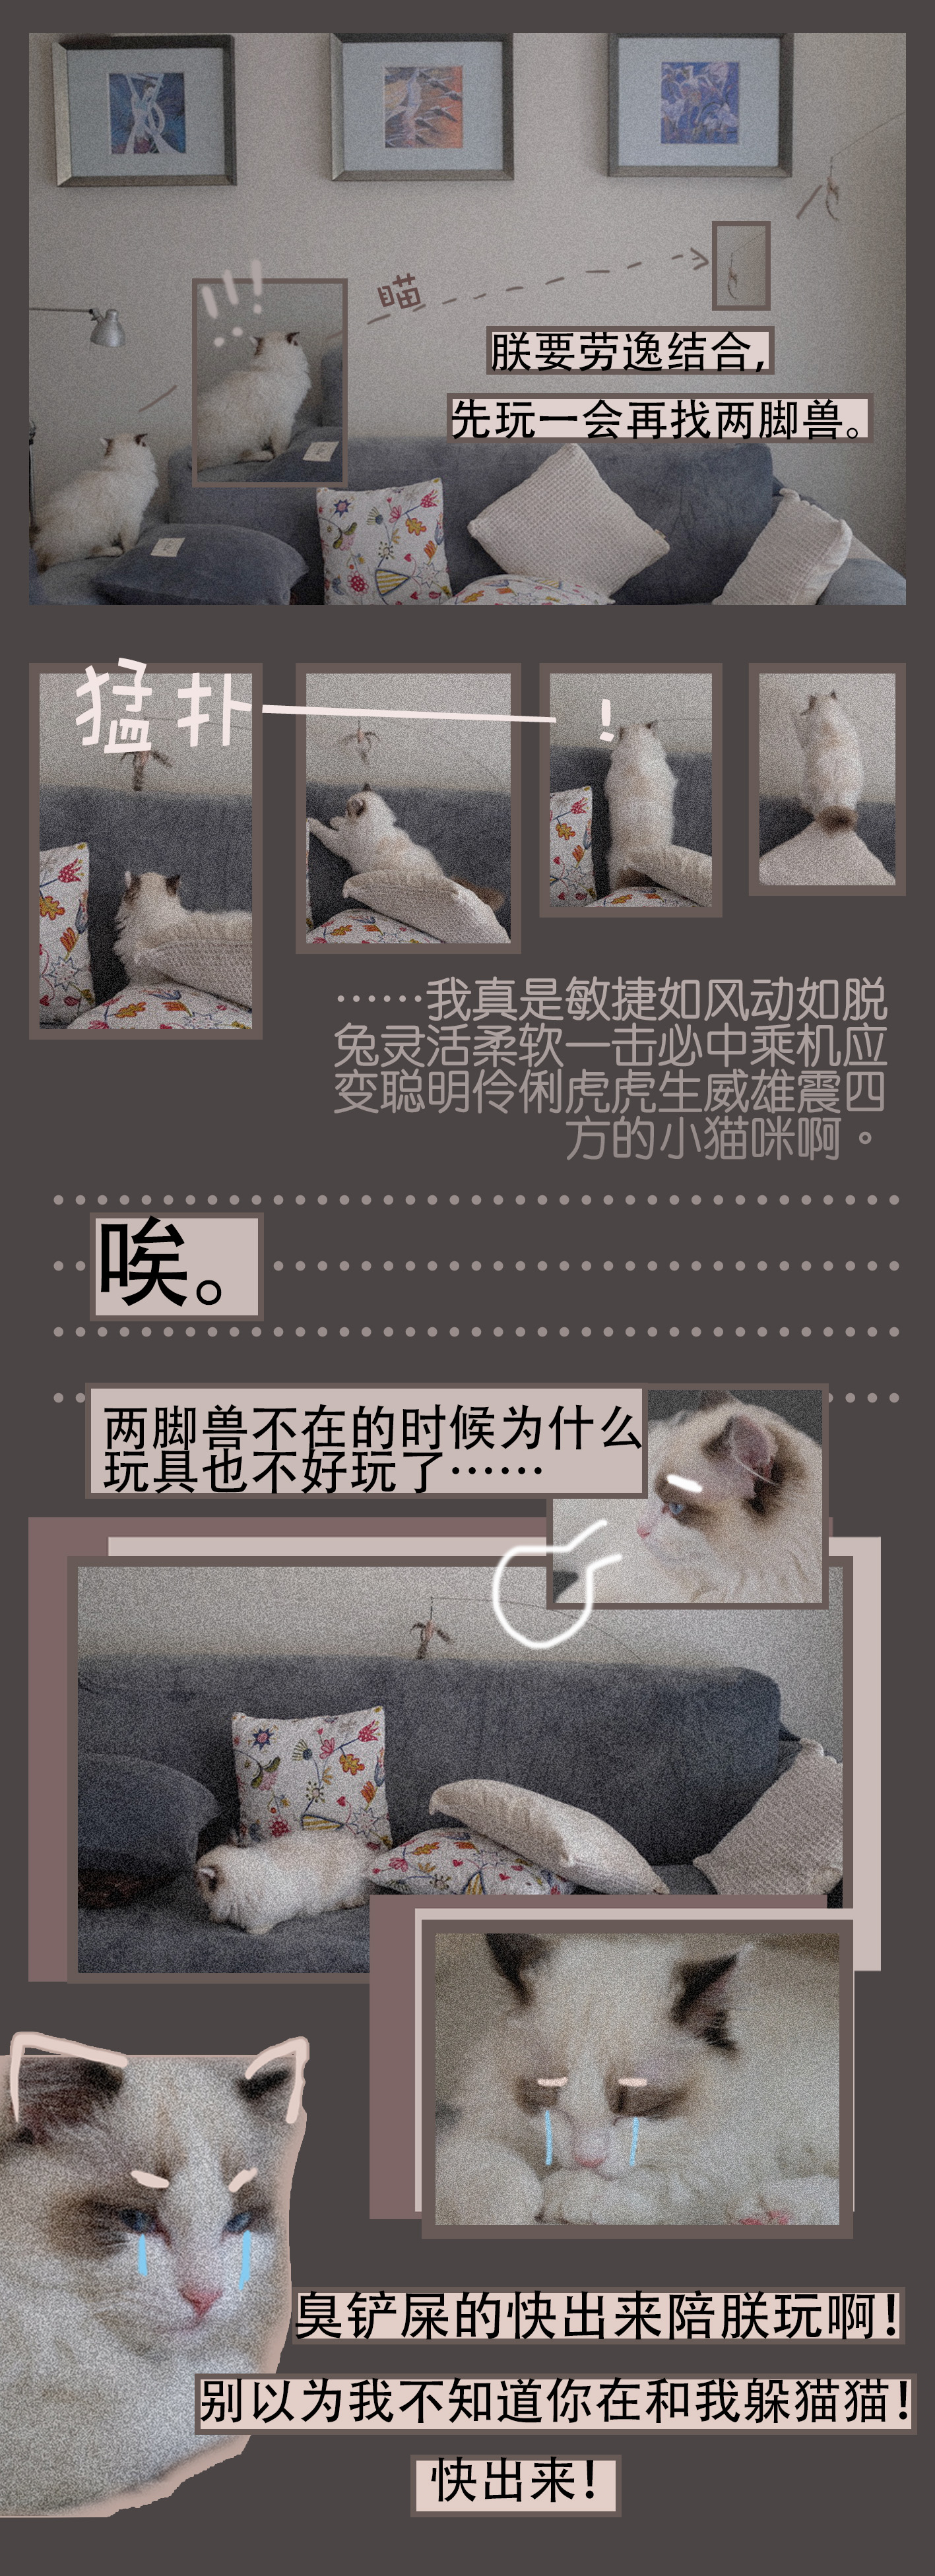 !!!
瞄
朕要劳逸结合，
先玩一会再找两脚兽。
猛扑
!
……我真是敏捷如风动如脱
兔灵活柔软一击必中乘机应
变聪明伶俐虎虎生威雄震四
方的小猫咪啊。
唉。
两脚兽不在的时候为什么
玩具也不好玩了……
臭铲屎的快出来陪朕玩啊！
别以为我不知道你在和我躲猫猫！
快出来！